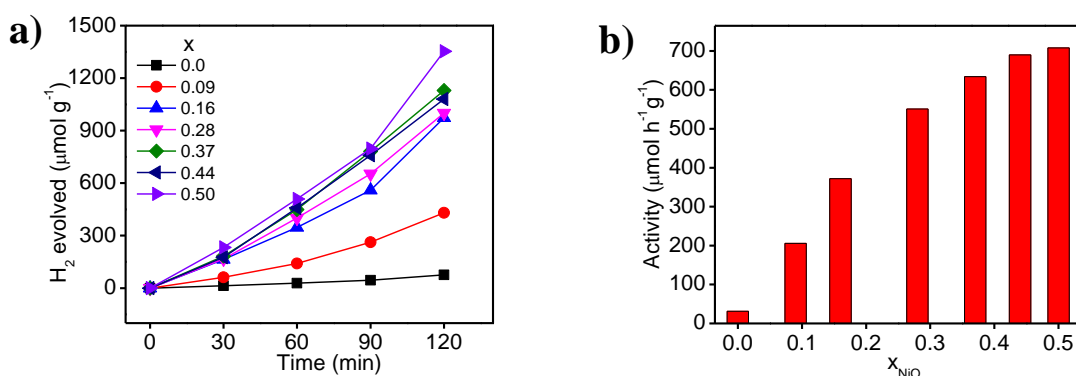 a)
H2 evolved (μmol g-1)
1500
1200
900
600
300
0
x
0.0
0.09
0.16
0.28
0.37
0.44
0.50
0 30 60 90 120
Time (min)
b)
Activity (μmol h-1g-1)
700
600
500
400
300
200
100
0
0.0 0.1 0.2 0.3 0.4 0.5
xNiO